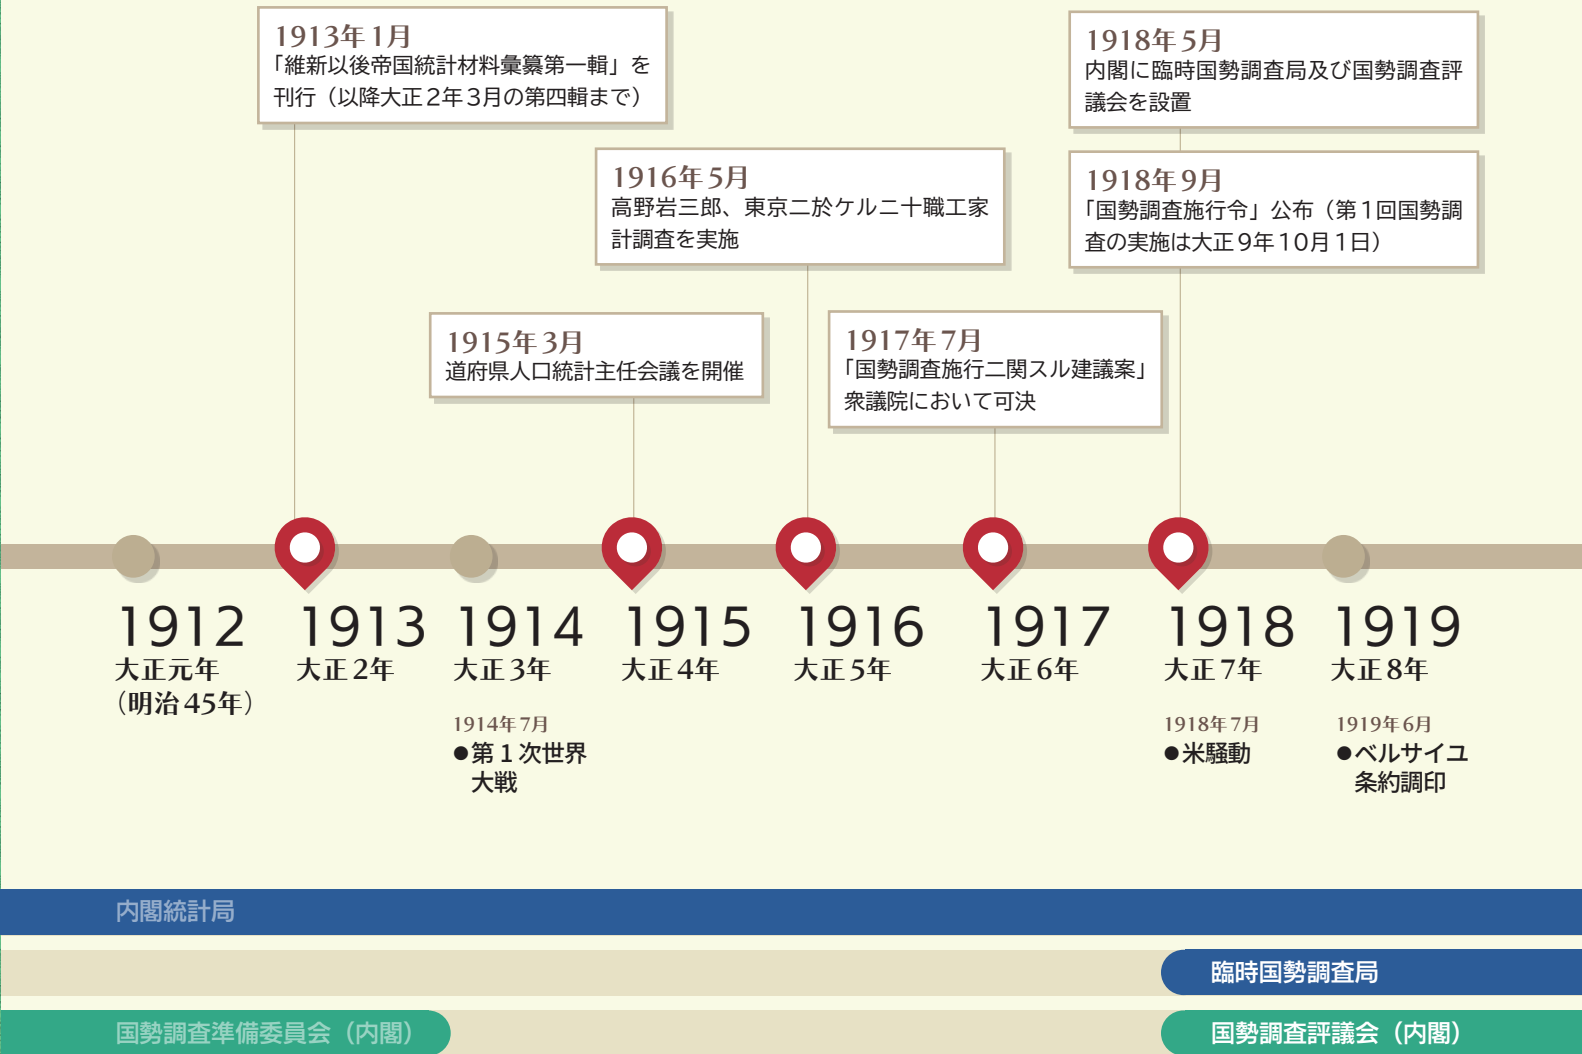 1913年1月
「維新以後帝国統計材料彙纂第一輯」を
刊行（以降大正2年3月の第四輯まで）
1915年3月
道府県人口統計主任会議を開催
1916年5月
高野岩三郎、東京ニ於ケル二十職工家
計調査を実施
1917年7月
「国勢調査施行ニ関スル建議案」
衆議院において可決
1918年5月
内閣に臨時国勢調査局及び国勢調査評
議会を設置
1918年9月
「国勢調査施行令」公布（第1回国勢調
査の実施は大正9年10月1日）
1912
大正元年
（明治45年）
1913
大正2年
1914
大正3年
1914年7月
●第1次世界
大戦
1915
大正4年
1916
大正5年
1917
大正6年
1918
大正7年
1918年7月
●米騒動
1919
大正8年
1919年6月
●ベルサイユ
条約調印
内閣統計局
臨時国勢調査局
国勢調査準備委員会（内閣）
国勢調査評議会（内閣）